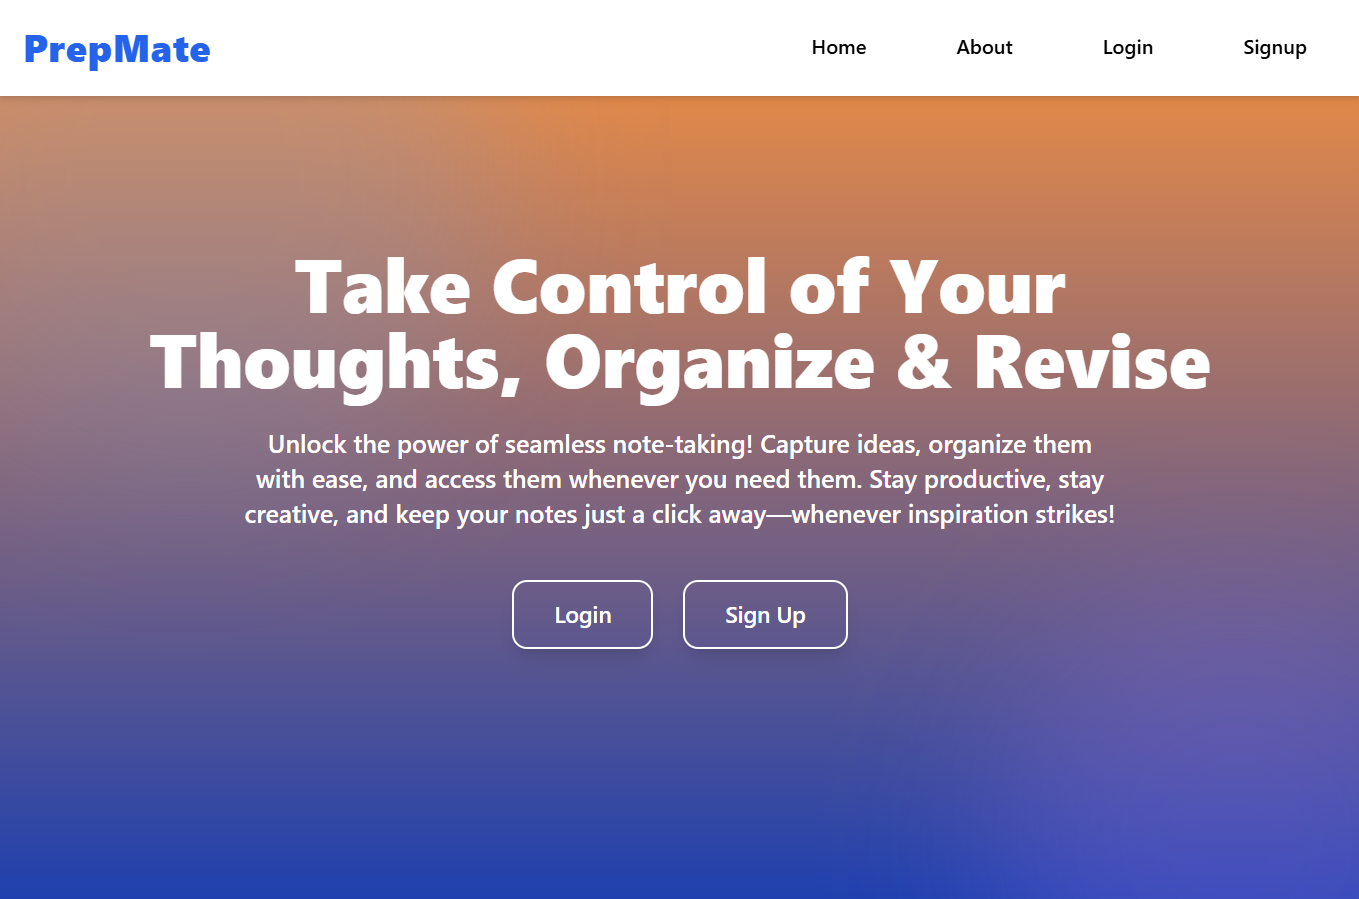 PrepMate
Home About Login Signup
Take Control of Your
Thoughts, Organize & Revise
Unlock the power of seamless note-taking! Capture ideas, organize them
with ease, and access them whenever you need them. Stay productive, stay
creative, and keep your notes just a click away—whenever inspiration strikes!
Login Sign Up